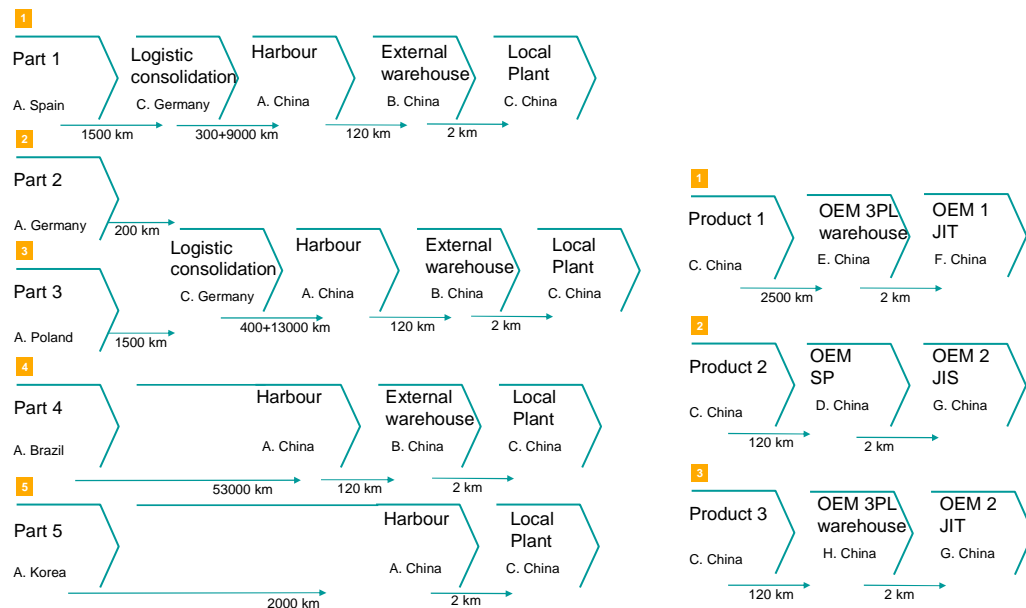 1
Part 1
A. Spain
1500 km
Logistic
consolidation
C. Germany
300+9000 km
Harbour
A. China
120 km
External
warehouse
B. China
2 km
Local
Plant
C. China
2
Part 2
A. Germany
200 km
3
Part 3
A. Poland
1500 km
Logistic
consolidation
C. Germany
400+13000 km
Harbour
A. China
120 km
External
warehouse
B. China
2 km
Local
Plant
C. China
4
Part 4
A. Brazil
53000 km
Harbour
A. China
120 km
External
warehouse
B. China
2 km
Local
Plant
C. China
5
Part 5
A. Korea
2000 km
Harbour
A. China
2 km
Local
Plant
C. China
1
Product 1
C. China
2500 km
OEM 3PL
warehouse
E. China
2 km
OEM 1
JIT
F. China
2
Product 2
C. China
120 km
OEM
SP
D. China
2 km
OEM 2
JIS
G. China
3
Product 3
C. China
120 km
OEM 3PL
warehouse
H. China
2 km
OEM 2
JIT
G. China